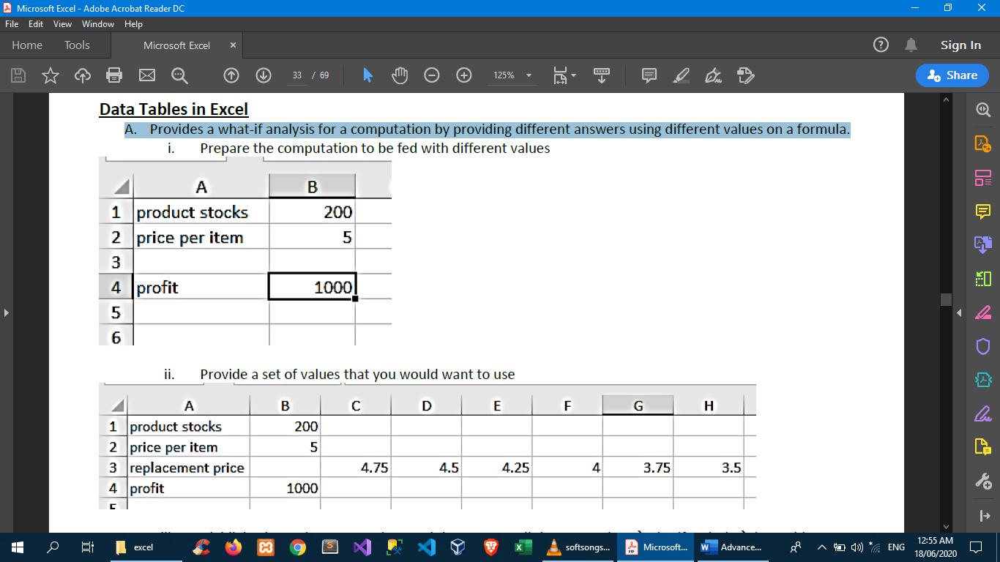 Microsoft Excel - Adobe Acrobat Reader DC
File Edit View Window Help
Home Tools Microsoft Excel × Sign In
33 / 69 125% Share
Data Tables in Excel
A. Provides a what-if analysis for a computation by providing different answers using different values on a formula.
i. Prepare the computation to be fed with different values
A B
1 product stocks 200
2 price per item 5
3
4 profit 1000
5
6
ii. Provide a set of values that you would want to use
A B C D E F G H
1 product stocks 200
2 price per item 5
3 replacement price 4.75 4.5 4.25 4 3.75 3.5
4 profit 1000
excel softsongs... Microsoft... Advance... ENG 12:55 AM
18/06/2020